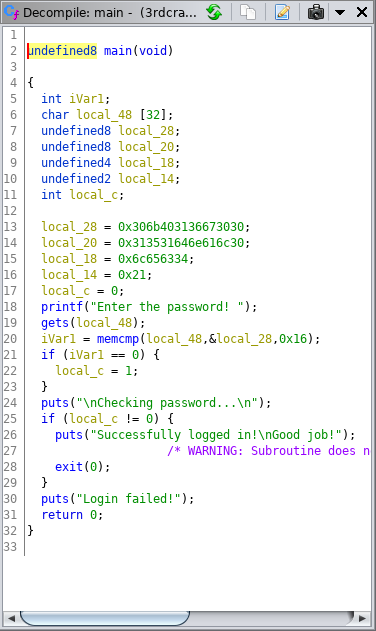 Decompile: main - (3rdcra...
1
2 undefined8 main(void)
3
4 {
5 int iVar1;
6 char local_48 [32];
7 undefined8 local_28;
8 undefined8 local_20;
9 undefined4 local_18;
10 undefined2 local_14;
11 int local_c;
12
13 local_28 = 0x306b403136673030;
14 local_20 = 0x313531646e616c30;
15 local_18 = 0x6c656334;
16 local_14 = 0x21;
17 local_c = 0;
18 printf("Enter the password! ");
19 gets(local_48);
20 iVar1 = memcmp(local_48,&local_28,0x16);
21 if (iVar1 == 0) {
22 local_c = 1;
23 }
24 puts("\nChecking password...\n");
25 if (local_c != 0) {
26 puts("Successfully logged in!\nGood job!");
27 /* WARNING: Subroutine does n
28 exit(0);
29 }
30 puts("Login failed!");
31 return 0;
32 }
33